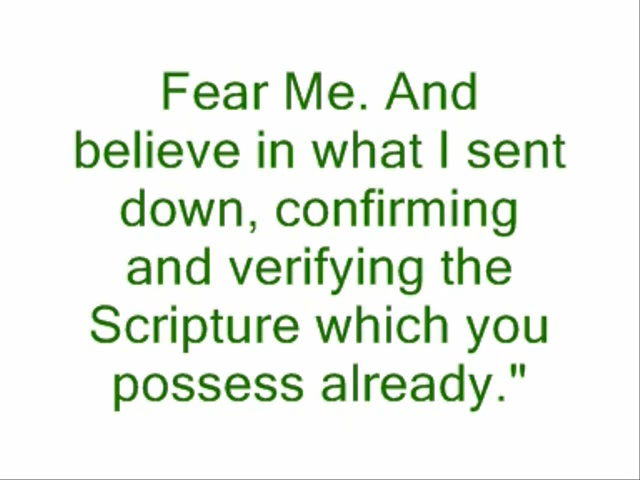 Fear Me. And
believe in what I sent
down, confirming
and verifying the
Scripture which you
possess already."